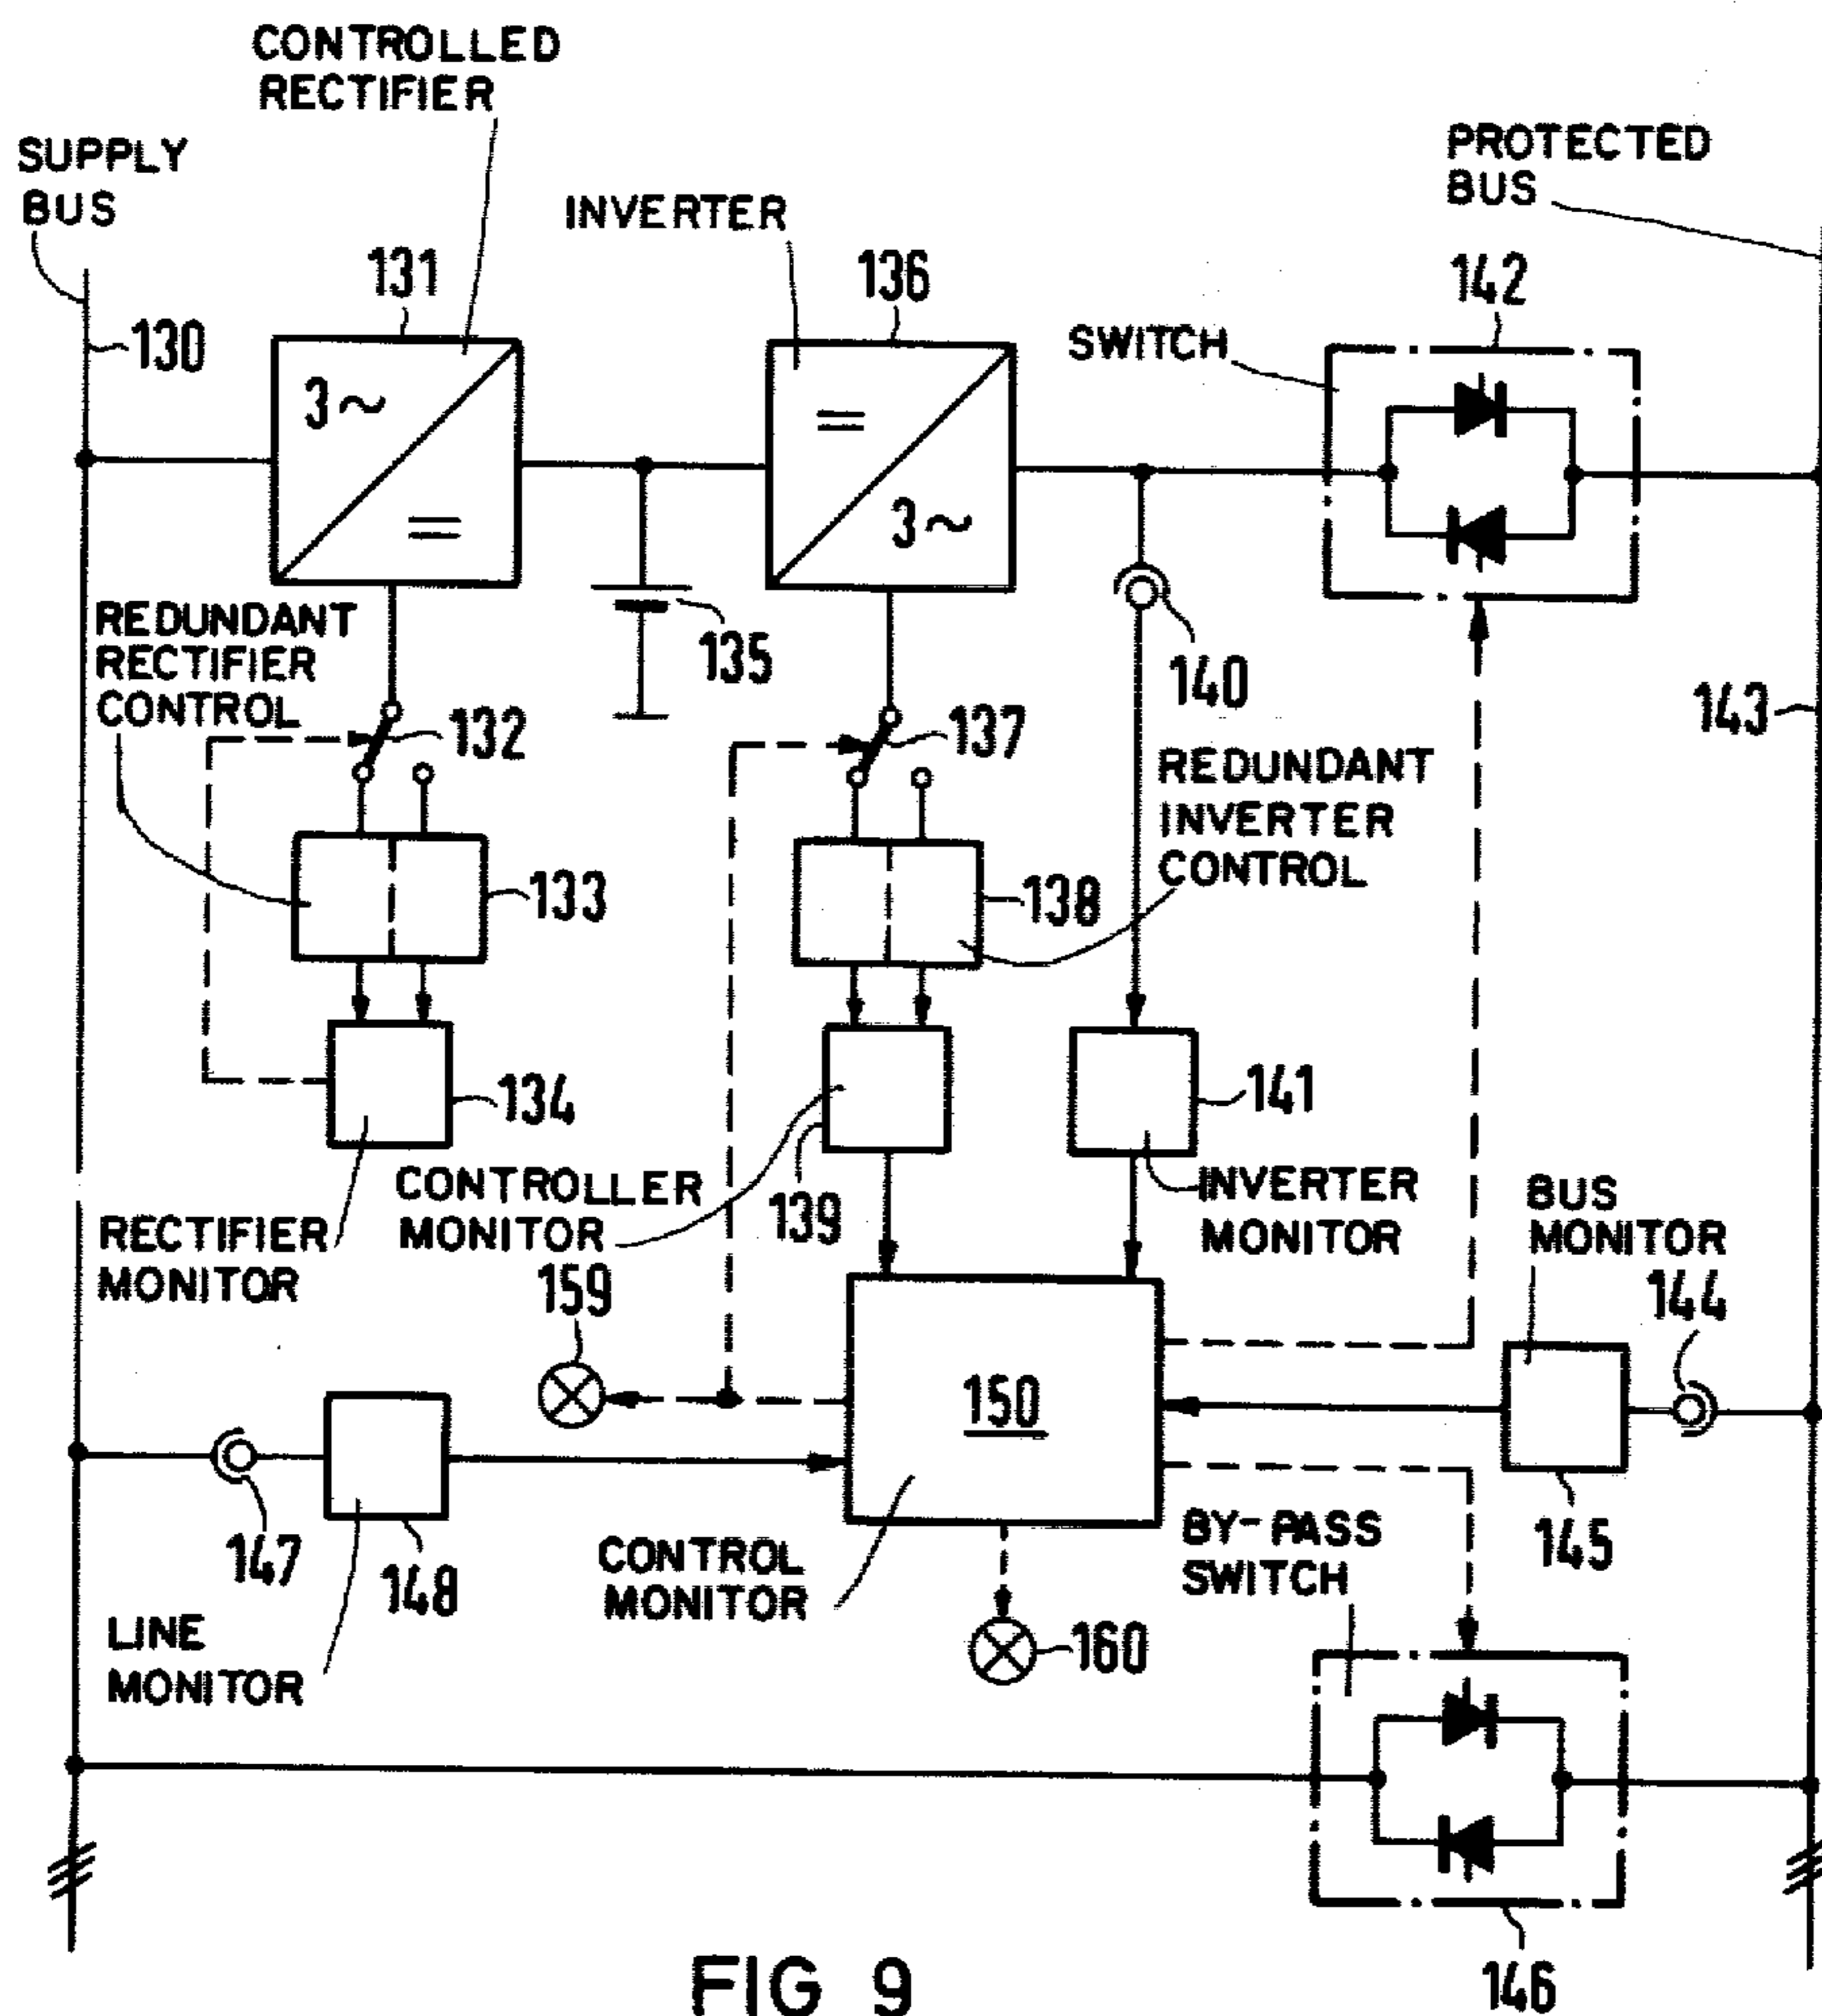 CONTROLLED
RECTIFIER
SUPPLY
BUS
PROTECTED
BUS
INVERTER
131
136
142
130
SWITCH
3~
=
=
3~
REDUNDANT
RECTIFIER
CONTROL
135
140
143
132
137
REDUNDANT
INVERTER
CONTROL
133
138
134
141
139
CONTROLLER
MONITOR
INVERTER
MONITOR
BUS
MONITOR
RECTIFIER
MONITOR
159
144
150
147
148
145
CONTROL
MONITOR
BY-PASS
SWITCH
LINE
MONITOR
160
146
FIG 9